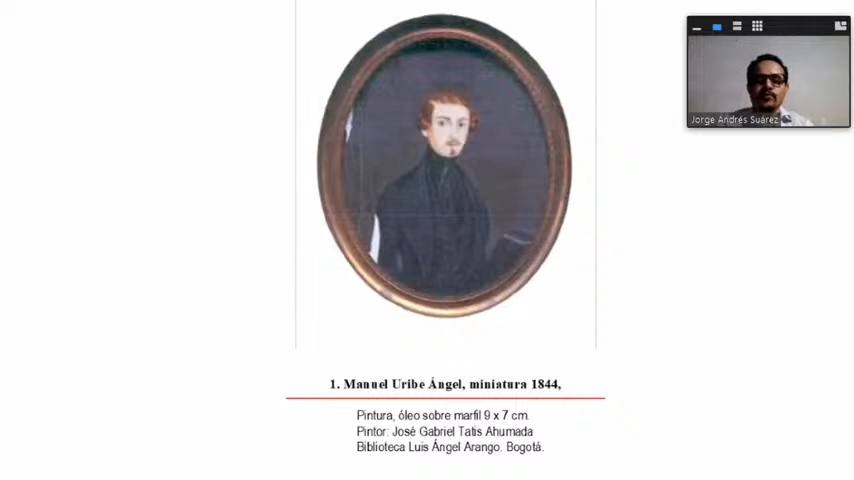 Jorge Andrés Suárez
1. Manuel Uribe Ángel, miniatura 1844,
Pintura, óleo sobre marfil 9 x 7 cm.
Pintor: José Gabriel Tatis Ahumada
Biblioteca Luis Ángel Arango. Bogotá.